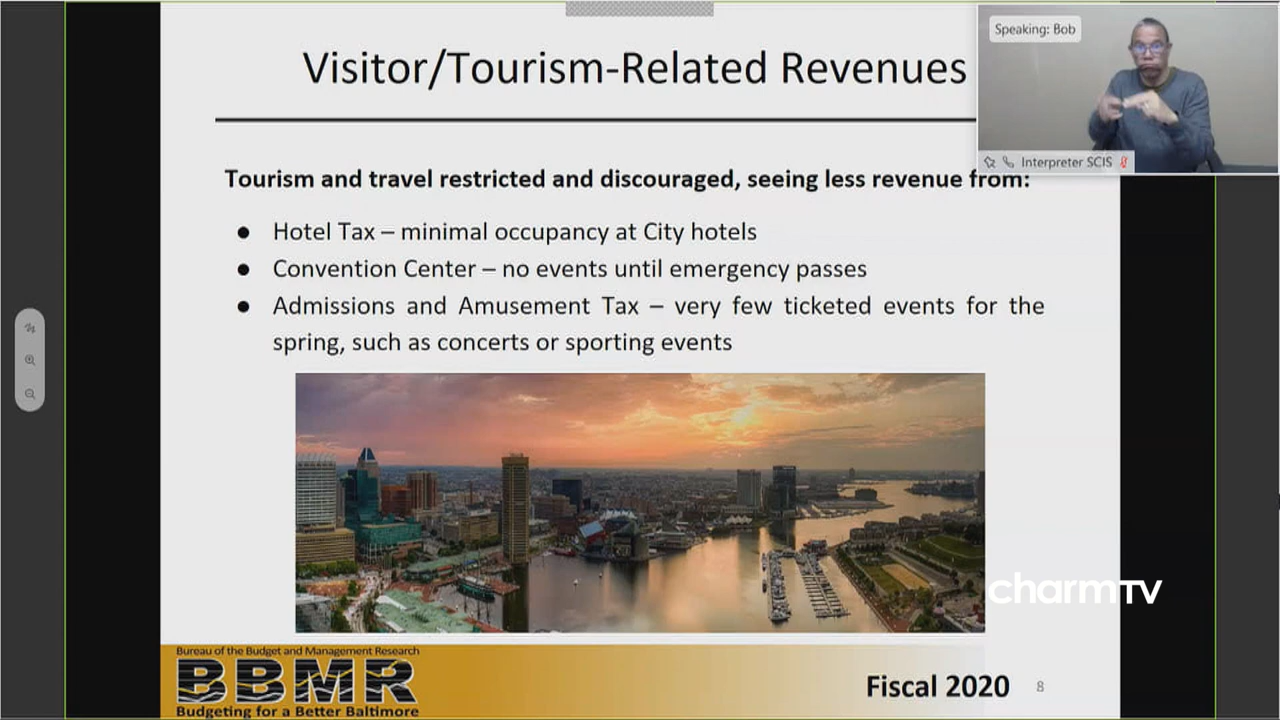 Visitor/Tourism-Related Revenues
Speaking: Bob
Interpreter SCIS
Tourism and travel restricted and discouraged, seeing less revenue from:
● Hotel Tax – minimal occupancy at City hotels
● Convention Center – no events until emergency passes
● Admissions and Amusement Tax – very few ticketed events for the
spring, such as concerts or sporting events
charmTV
Bureau of the Budget and Management Research
BBMR
Budgeting for a Better Baltimore
Fiscal 2020
8